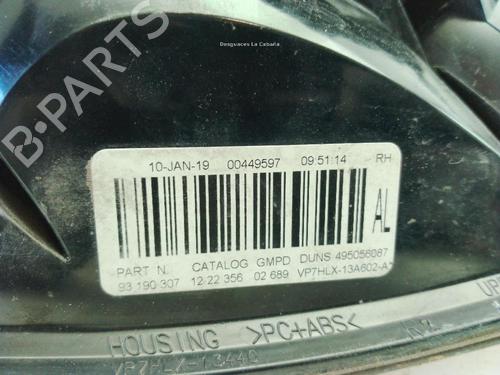 Desguaces La Cabaña
B-PARTS
10-JAN-19 00449597 09:51:14 RH
AL
PART N. CATALOG GMPD DUNS 495056087
93 190 307 12 22 356 02 689 VP7HLX-13A602-A
HOUSING >PC+ABS<